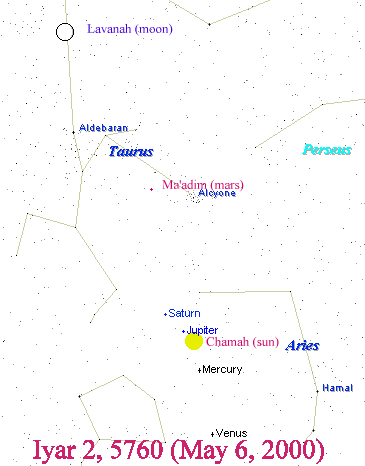 Lavanah (moon)
Aldebaran
Taurus
Perseus
Ma'adim (mars)
Alcyone
Saturn
Jupiter
Chamah (sun)
Aries
Mercury
Hamal
Venus
Iyar 2, 5760 (May 6, 2000)